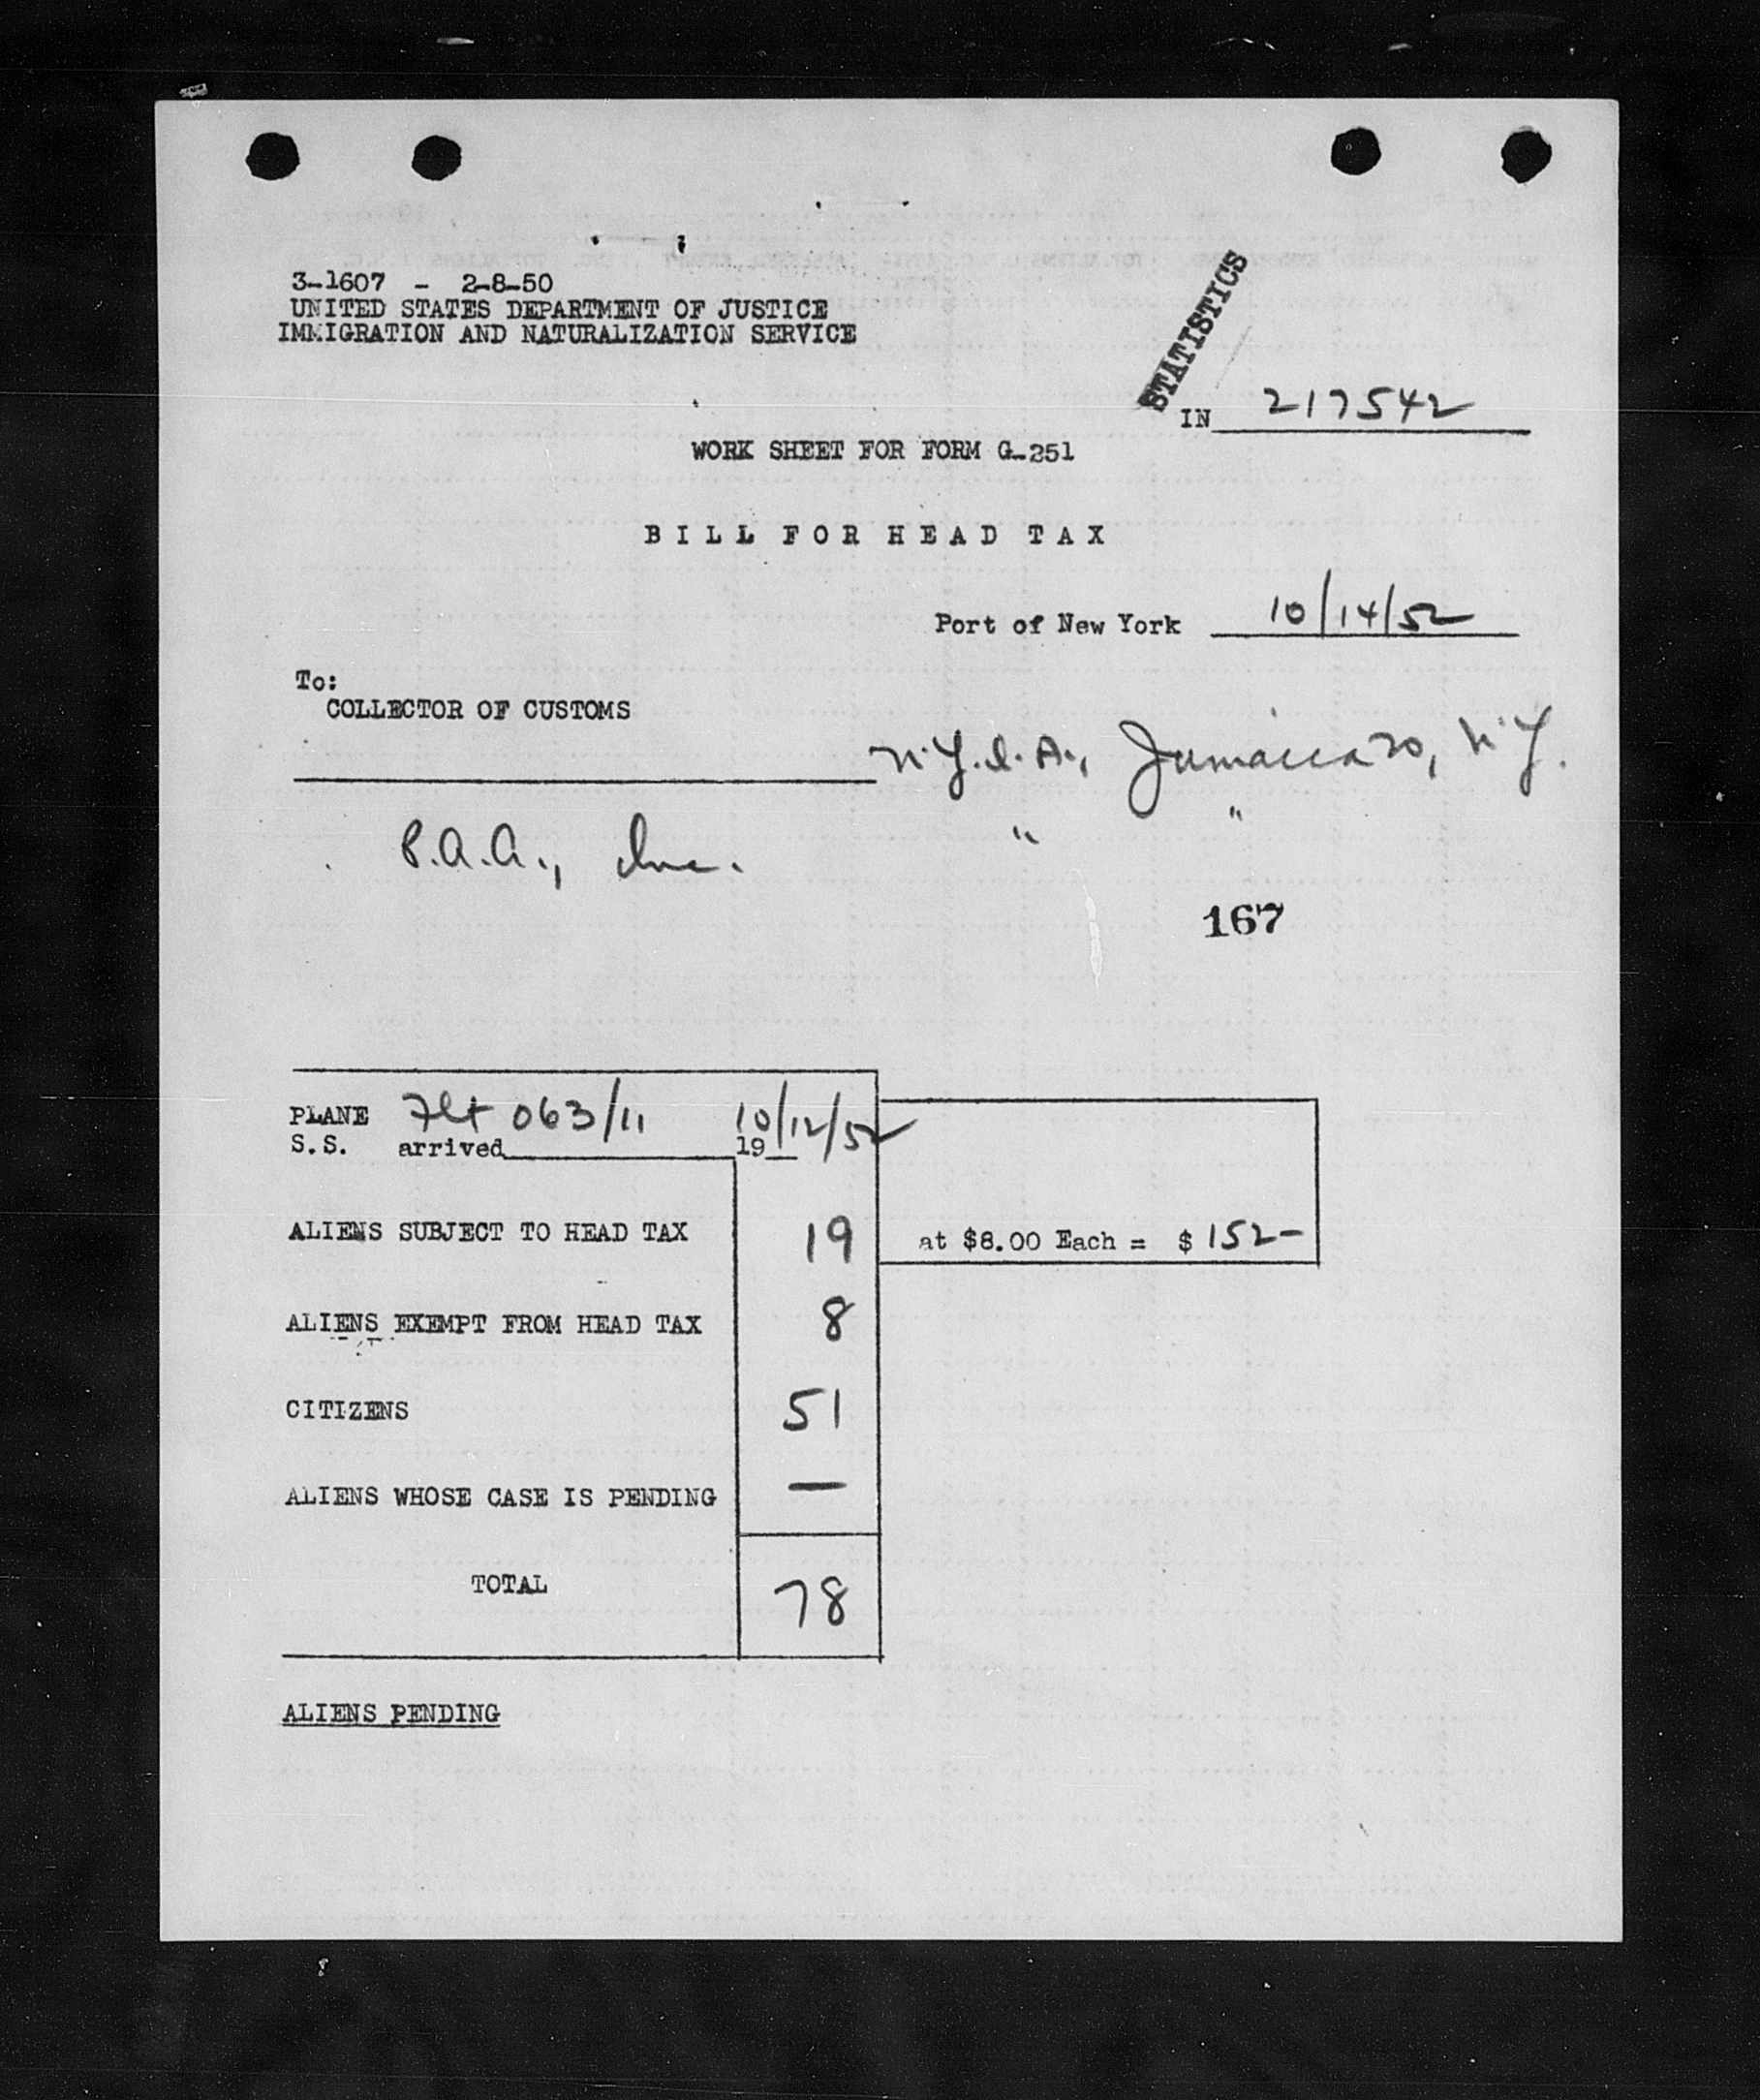 3-1607 - 2-8-50
UNITED STATES DEPARTMENT OF JUSTICE
IMMIGRATION AND NATURALIZATION SERVICE
STATISTICS
IN 217542
WORK SHEET FOR FORM G-251
BILL FOR HEAD TAX
Port of New York 10/14/52
To:
COLLECTOR OF CUSTOMS
N.Y.I.A., Jamaica 30, N.Y.
P.A.A., Inc. " "
167
PLANE Flt 063/11 10/12/52
S.S. arrived 19
ALIENS SUBJECT TO HEAD TAX 19 at $8.00 Each = $ 152-
ALIENS EXEMPT FROM HEAD TAX 8
CITIZENS 51
ALIENS WHOSE CASE IS PENDING —
TOTAL 78
ALIENS PENDING